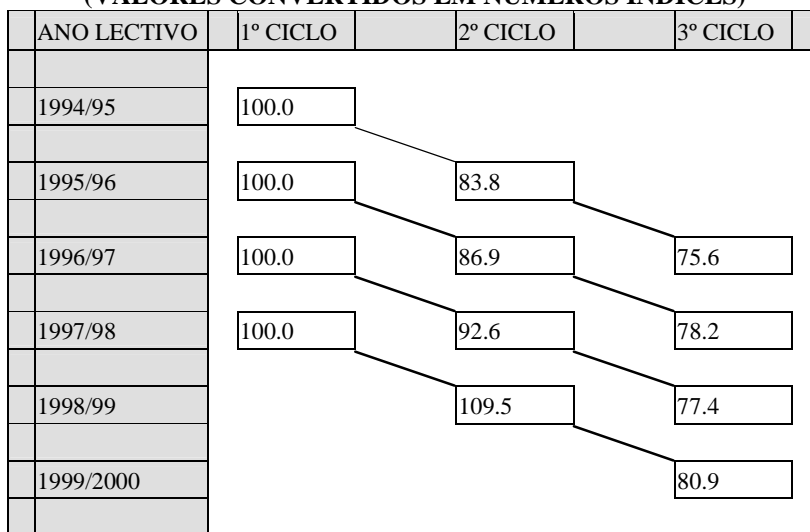 (VALORES CONVERTIDOS EM NÚMEROS ÍNDICES)
ANO LECTIVO 1º CICLO 2º CICLO 3º CICLO
1994/95 100.0
1995/96 100.0 83.8
1996/97 100.0 86.9 75.6
1997/98 100.0 92.6 78.2
1998/99 109.5 77.4
1999/2000 80.9